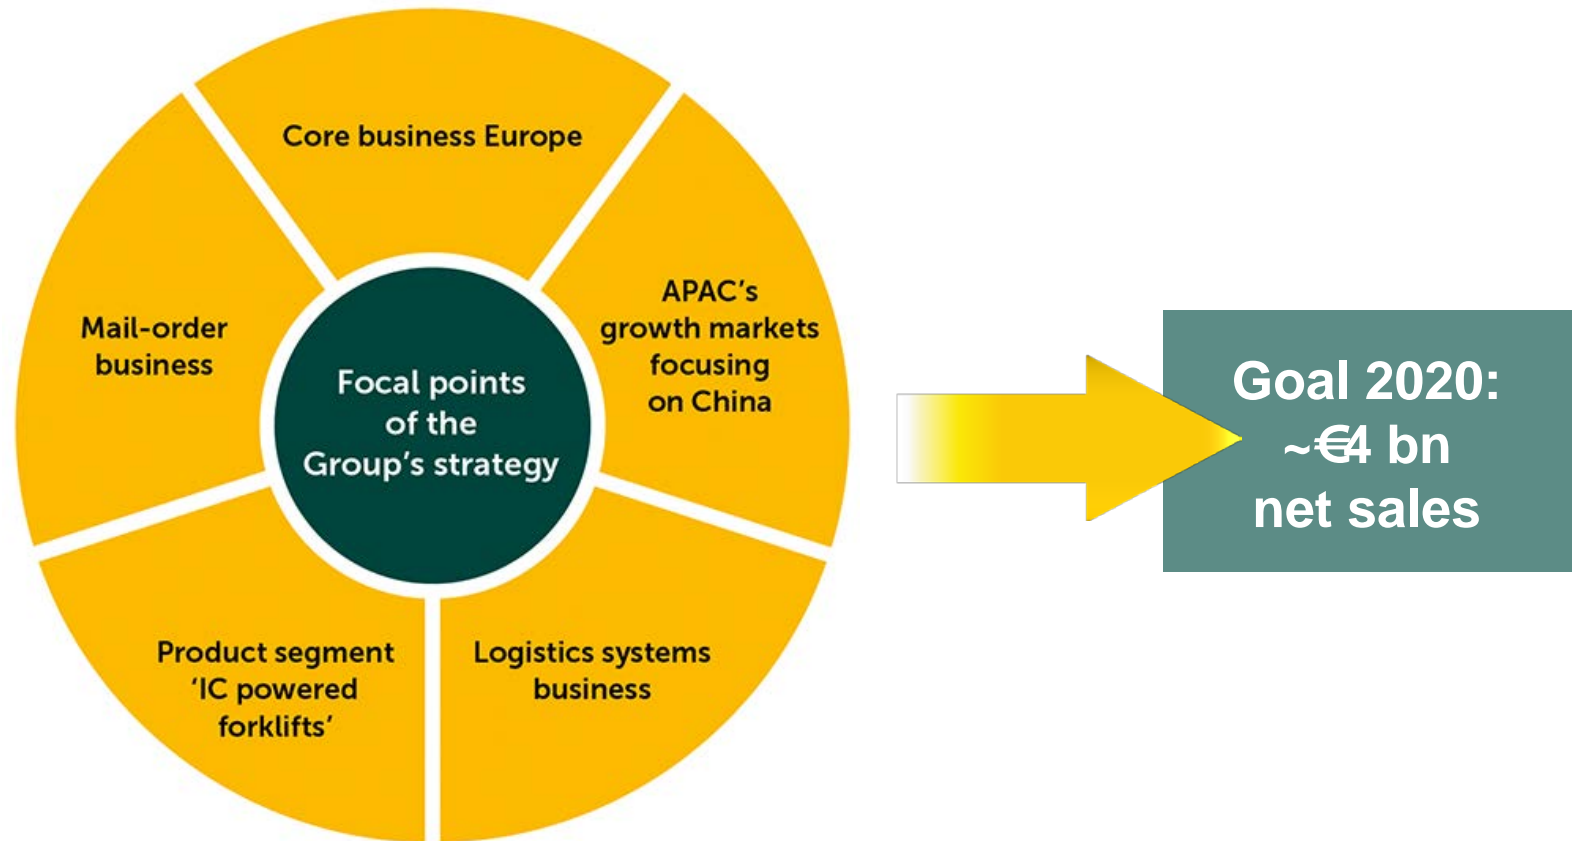 Core business Europe
APAC’s
growth markets
focusing
on China
Logistics systems
business
Product segment
‘IC powered
forklifts’
Mail-order
business
Focal points
of the
Group’s strategy
Goal 2020:
~€4 bn
net sales